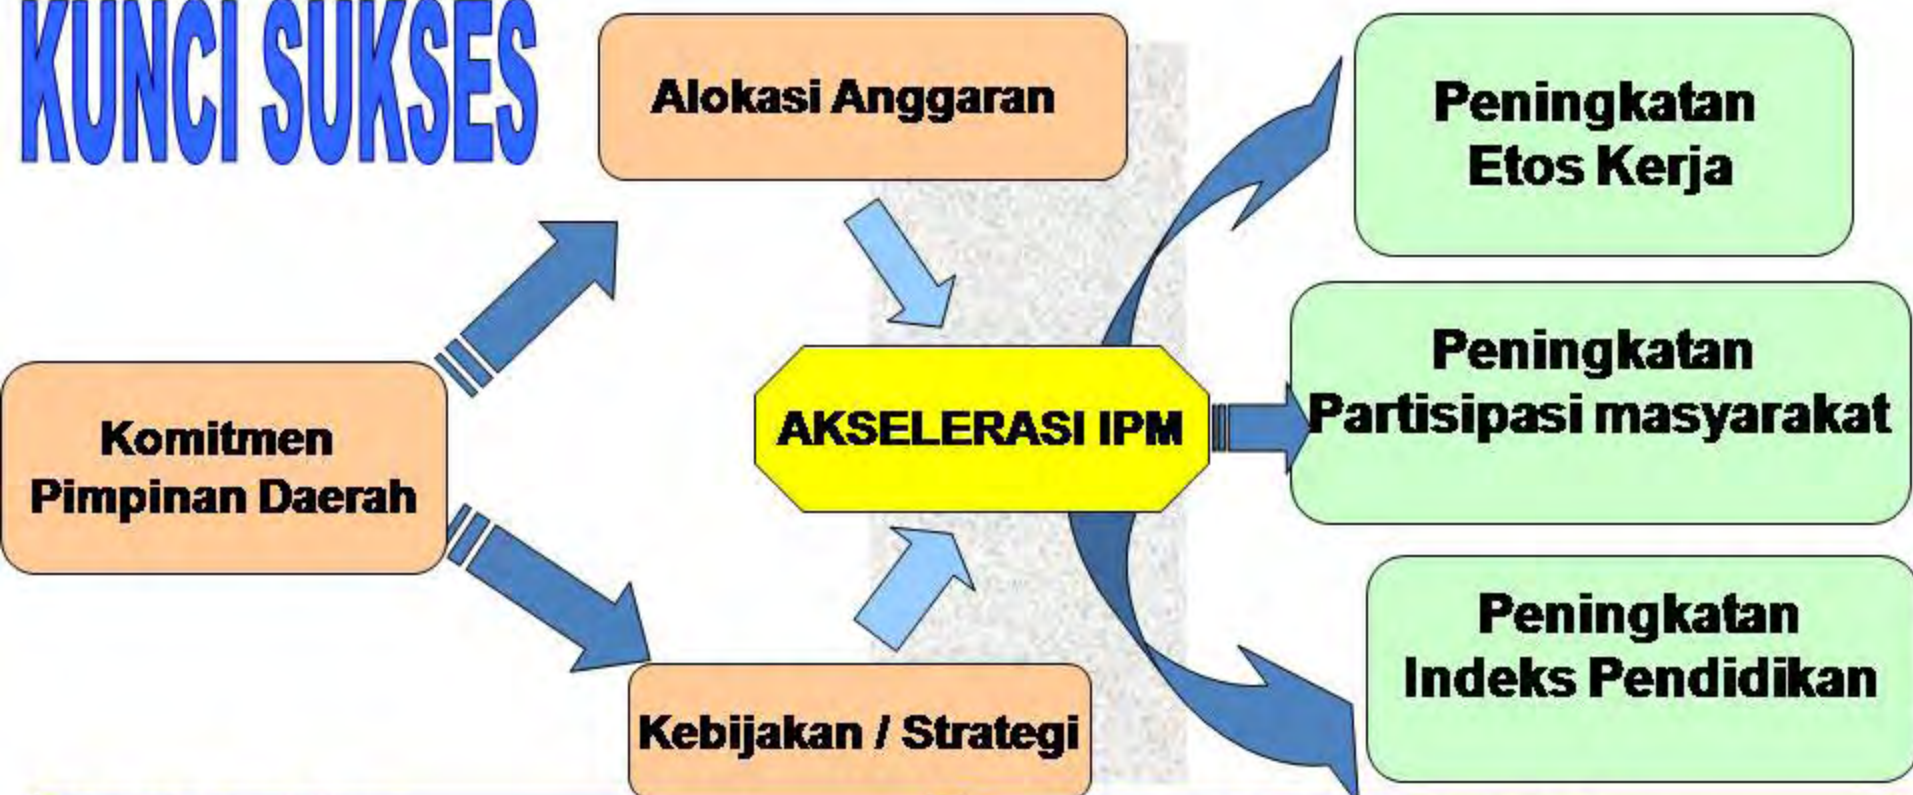 KUNCI SUKSES
Alokasi Anggaran
Peningkatan
Etos Kerja
Komitmen
Pimpinan Daerah
AKSELERASI IPM
Peningkatan
Partisipasi masyarakat
Kebijakan / Strategi
Peningkatan
Indeks Pendidikan